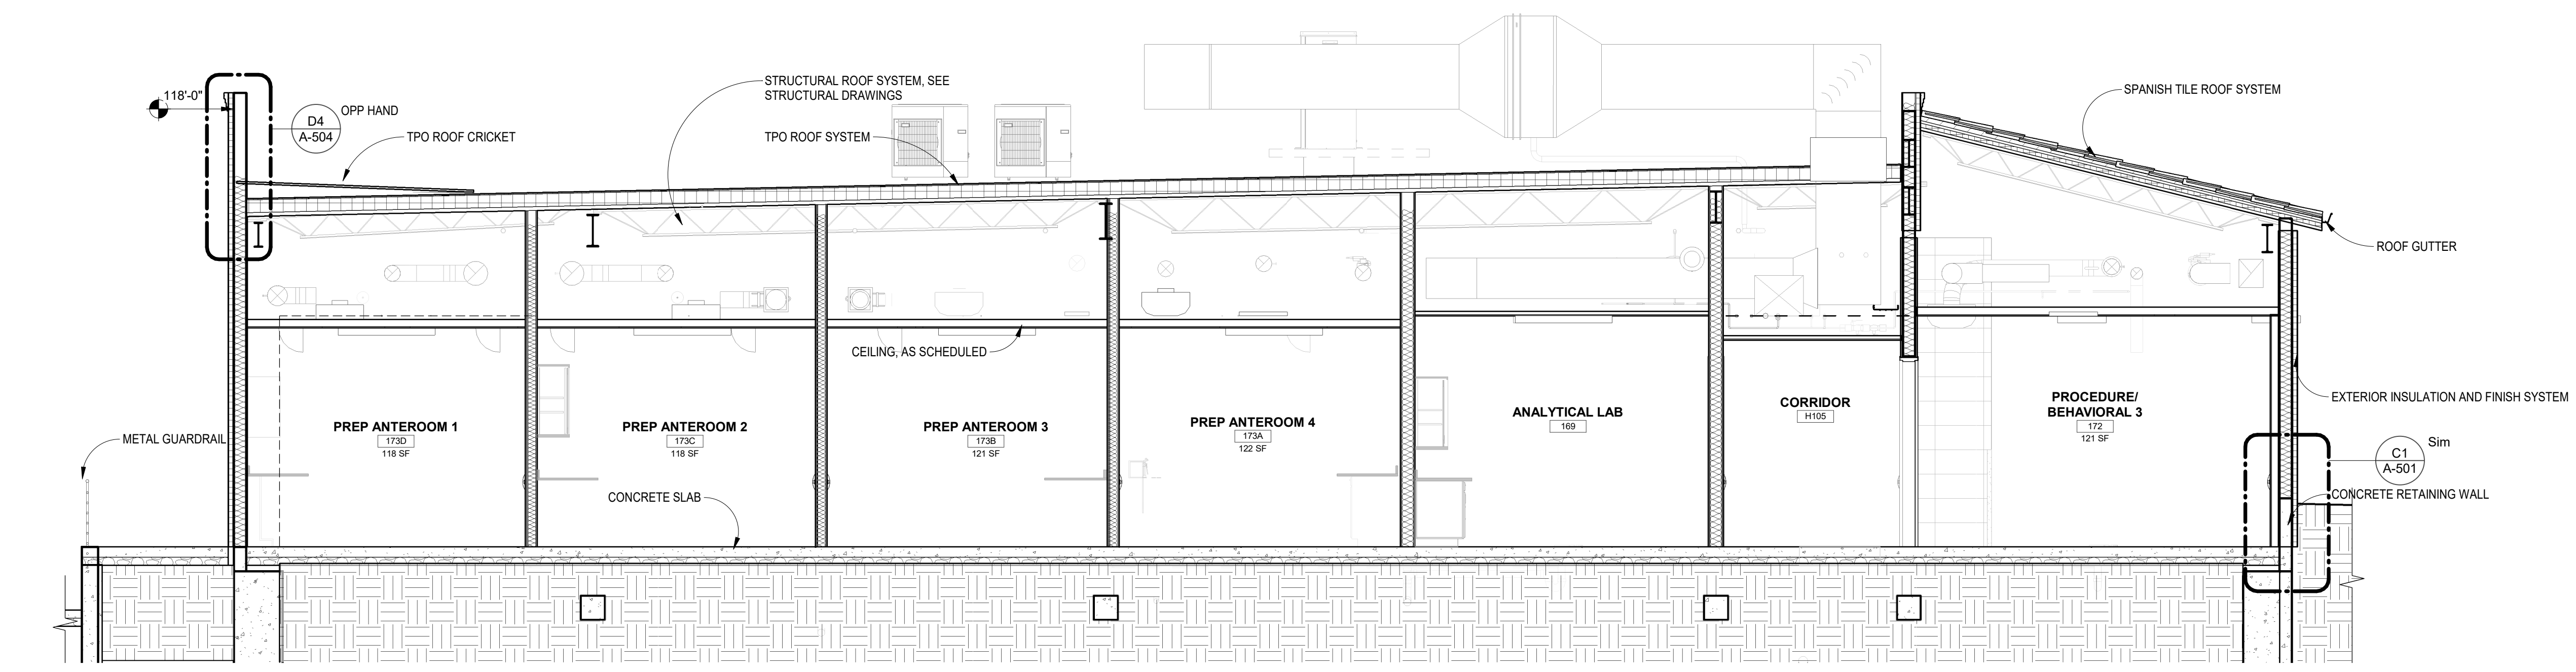 STRUCTURAL ROOF SYSTEM, SEE
STRUCTURAL DRAWINGS
SPANISH TILE ROOF SYSTEM
118'-0"
D4
A-504
OPP HAND
TPO ROOF CRICKET
TPO ROOF SYSTEM
ROOF GUTTER
CEILING, AS SCHEDULED
EXTERIOR INSULATION AND FINISH SYSTEM
PREP ANTEROOM 1
173D
118 SF
PREP ANTEROOM 2
173C
118 SF
PREP ANTEROOM 3
173B
121 SF
PREP ANTEROOM 4
173A
122 SF
ANALYTICAL LAB
169
CORRIDOR
H105
PROCEDURE/
BEHAVIORAL 3
172
121 SF
METAL GUARDRAIL
C1
A-501
Sim
CONCRETE SLAB
CONCRETE RETAINING WALL